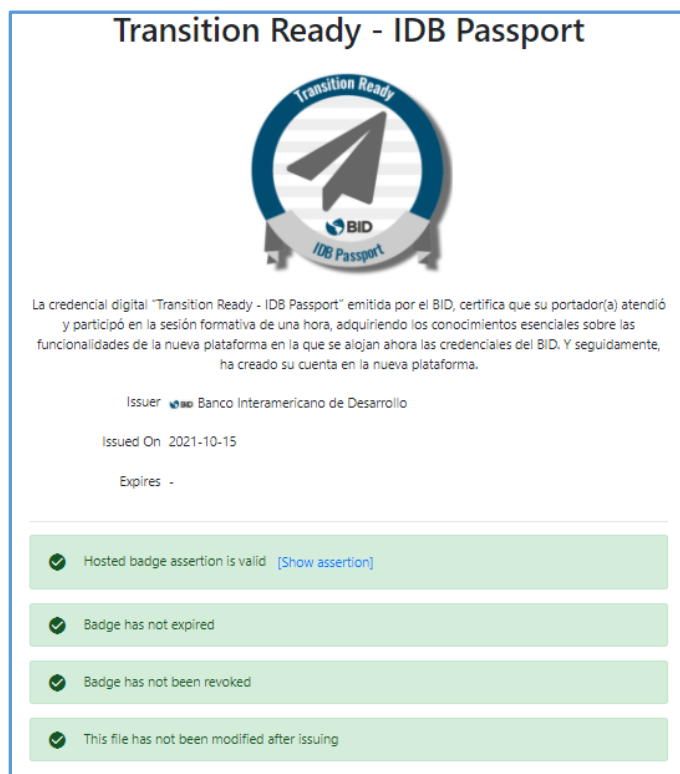 Transition Ready - IDB Passport
Transition Ready
BID
IDB Passport
La credencial digital "Transition Ready - IDB Passport" emitida por el BID, certifica que su portador(a) atendió
y participó en la sesión formativa de una hora, adquiriendo los conocimientos esenciales sobre las
funcionalidades de la nueva plataforma en la que se alojan ahora las credenciales del BID. Y seguidamente,
ha creado su cuenta en la nueva plataforma.
Issuer BID Banco Interamericano de Desarrollo
Issued On 2021-10-15
Expires -
Hosted badge assertion is valid [Show assertion]
Badge has not expired
Badge has not been revoked
This file has not been modified after issuing